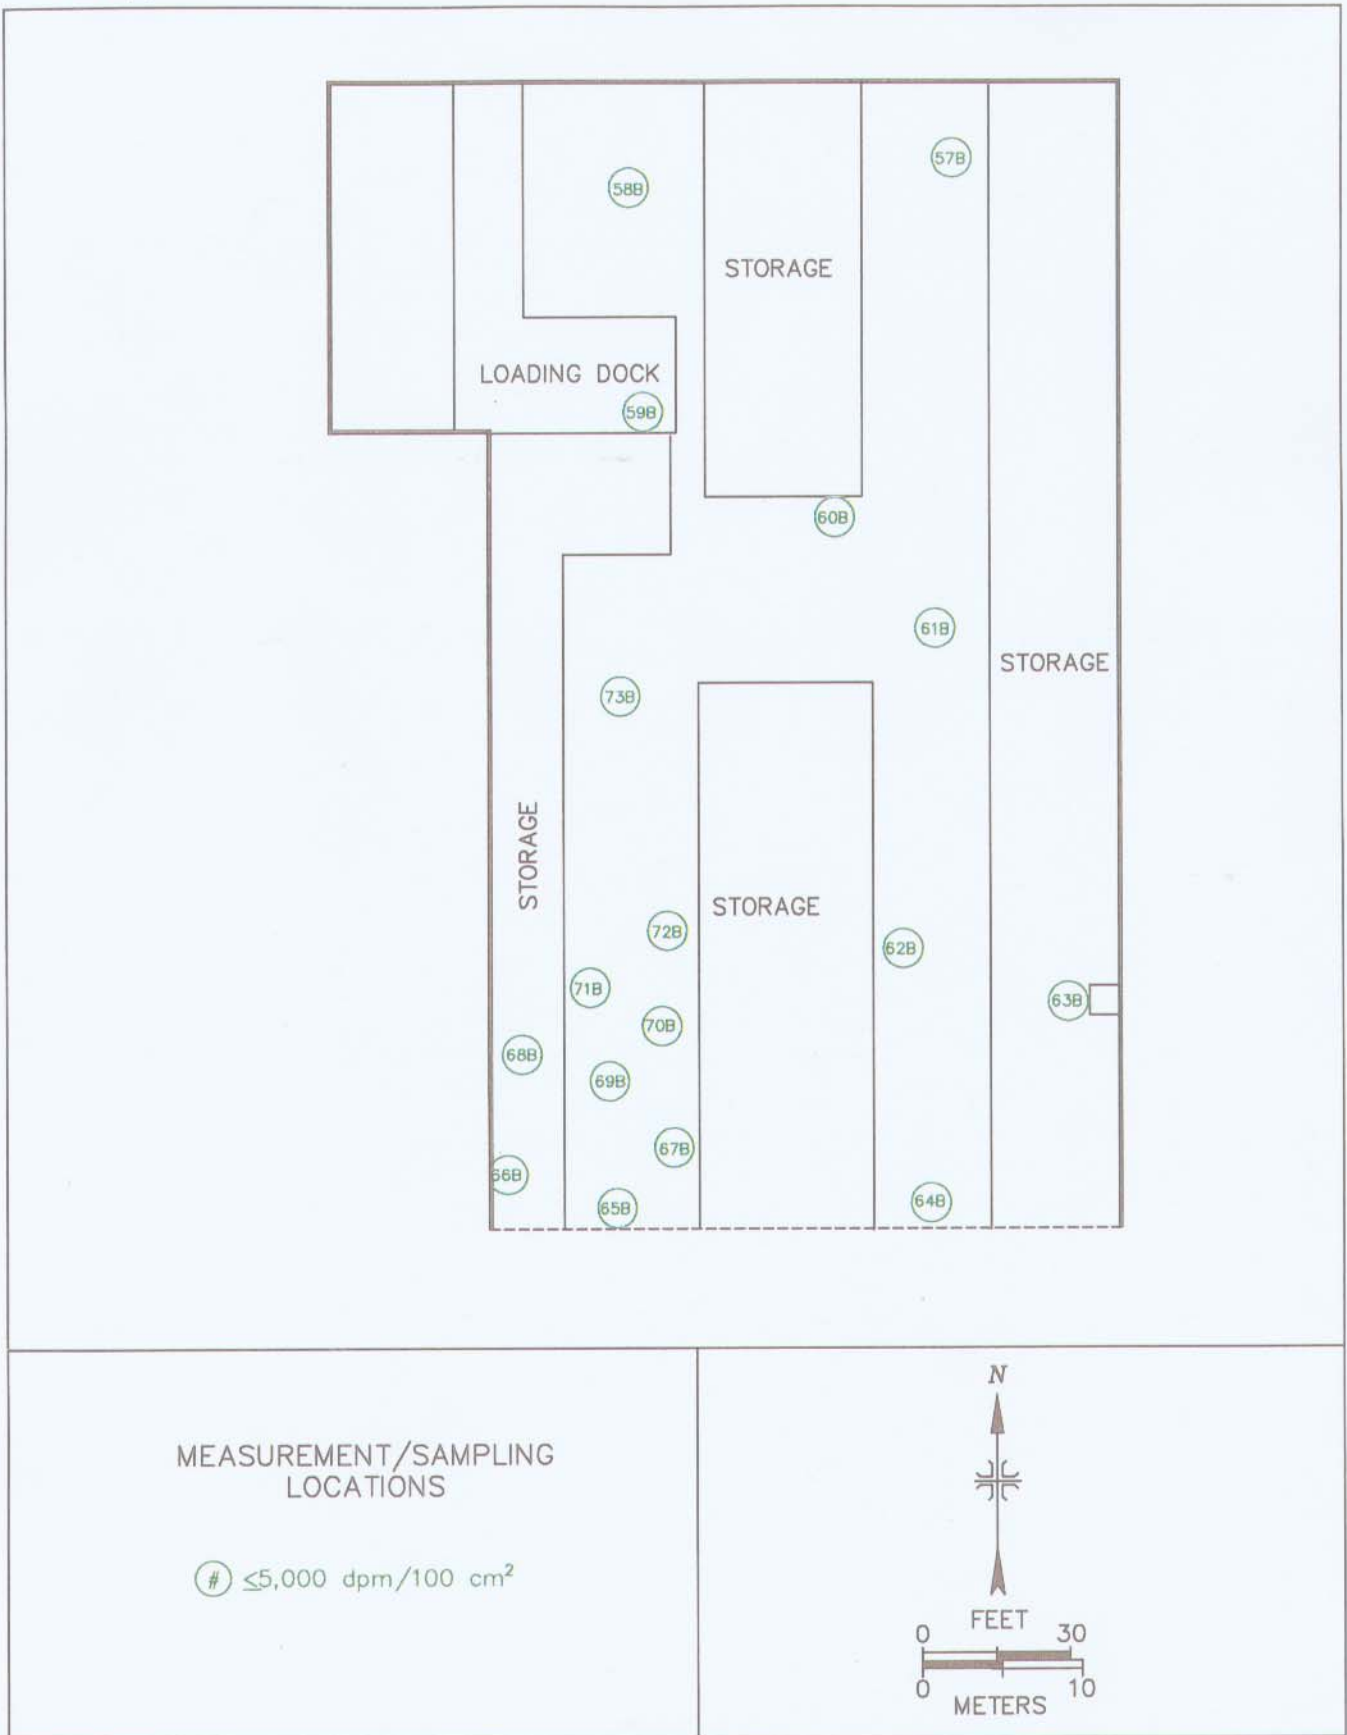 57B
58B
STORAGE
LOADING DOCK
59B
60B
61B
STORAGE
73B
STORAGE
STORAGE
72B
62B
71B
63B
70B
68B
69B
67B
66B
64B
65B
MEASUREMENT/SAMPLING
LOCATIONS
# ≤5,000 dpm/100 cm²
N
FEET
0 30
0 10
METERS